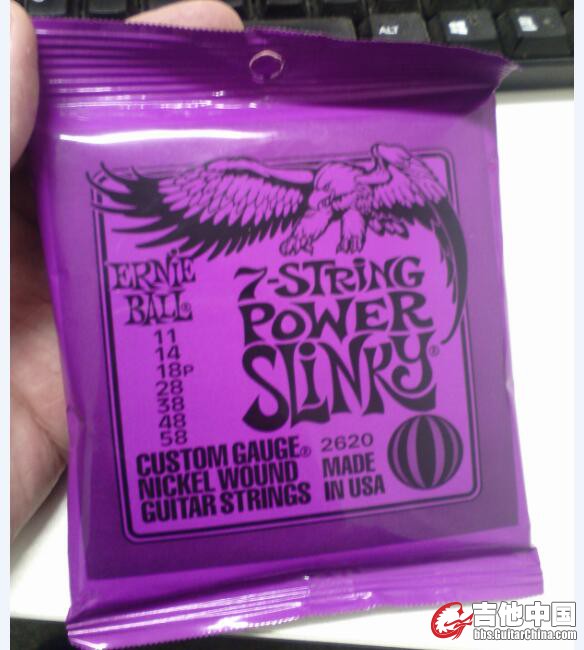 ALT
ERNIE
BALL®
11
14
18P
28
38
48
58
7-STRING
POWER
SLINKY®
CUSTOM GAUGE®
NICKEL WOUND
GUITAR STRINGS
2620
MADE
IN USA
吉他中国
bbs.GuitarChina.com